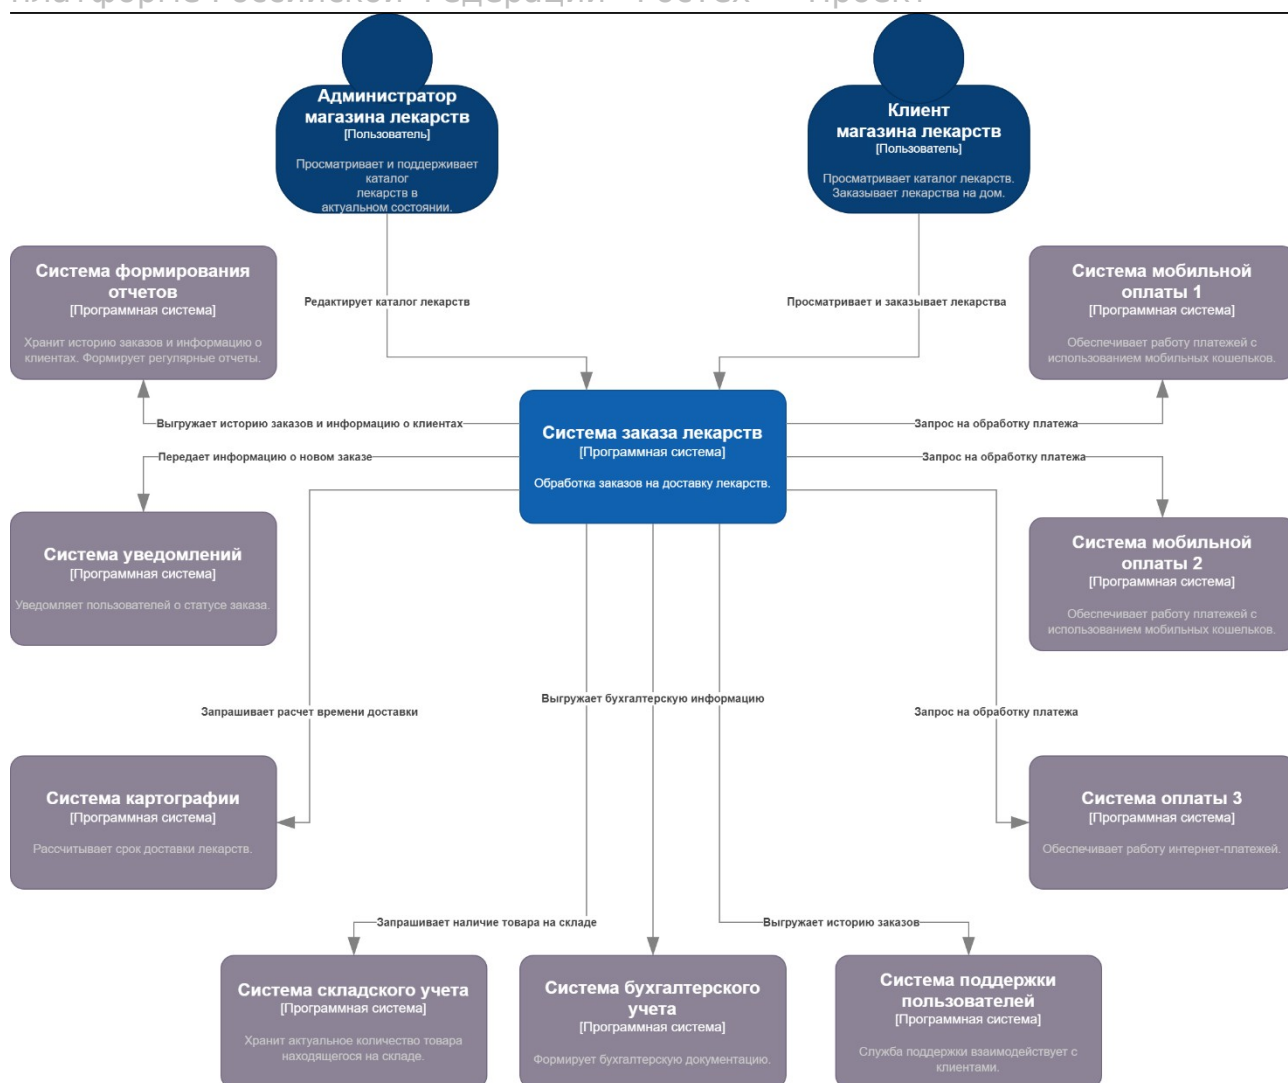 Администратор
магазина лекарств
[Пользователь]
Просматривает и поддерживает
каталог
лекарств в
актуальном состоянии.
Клиент
магазина лекарств
[Пользователь]
Просматривает каталог лекарств.
Заказывает лекарства на дом.
Система формирования
отчетов
[Программная система]
Хранит историю заказов и информацию о
клиентах. Формирует регулярные отчеты.
Редактирует каталог лекарств
Просматривает и заказывает лекарства
Система мобильной
оплаты 1
[Программная система]
Обеспечивает работу платежей с
использованием мобильных кошельков.
Выгружает историю заказов и информацию о клиентах
Передает информацию о новом заказе
Система заказа лекарств
[Программная система]
Обработка заказов на доставку лекарств.
Запрос на обработку платежа
Запрос на обработку платежа
Система уведомлений
[Программная система]
Уведомляет пользователей о статусе заказа.
Система мобильной
оплаты 2
[Программная система]
Обеспечивает работу платежей с
использованием мобильных кошельков.
Запрашивает расчет времени доставки
Выгружает бухгалтерскую информацию
Запрос на обработку платежа
Система картографии
[Программная система]
Рассчитывает срок доставки лекарств.
Система оплаты 3
[Программная система]
Обеспечивает работу интернет-платежей.
Запрашивает наличие товара на складе
Выгружает историю заказов
Система складского учета
[Программная система]
Хранит актуальное количество товара
находящегося на складе.
Система бухгалтерского
учета
[Программная система]
Формирует бухгалтерскую документацию.
Система поддержки
пользователей
[Программная система]
Служба поддержки взаимодействует с
клиентами.